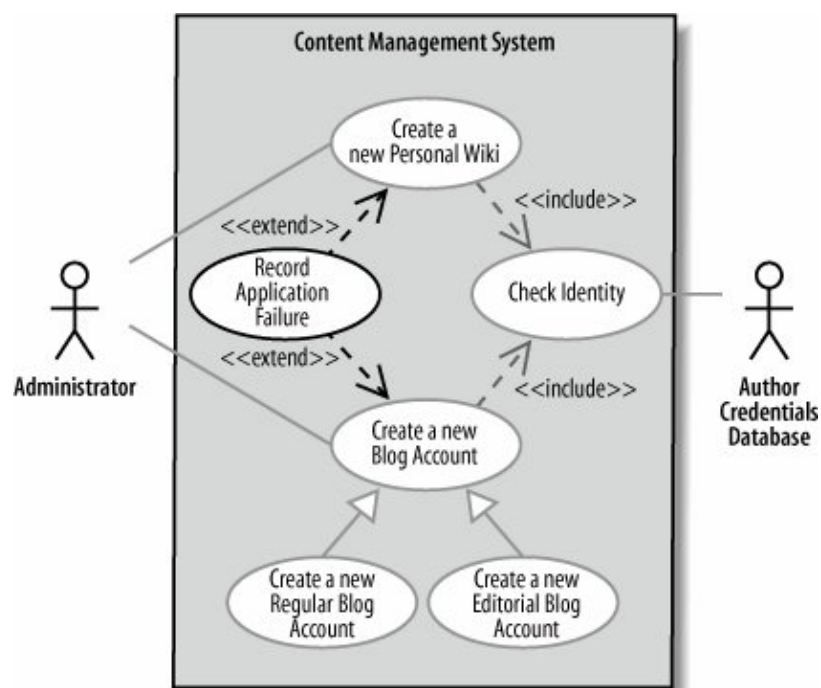 Content Management System
Create a
new Personal Wiki
<<extend>>
<<include>>
Record
Application
Failure
Check Identity
<<extend>>
<<include>>
Administrator
Author
Credentials
Database
Create a new
Blog Account
Create a new
Regular Blog
Account
Create a new
Editorial Blog
Account